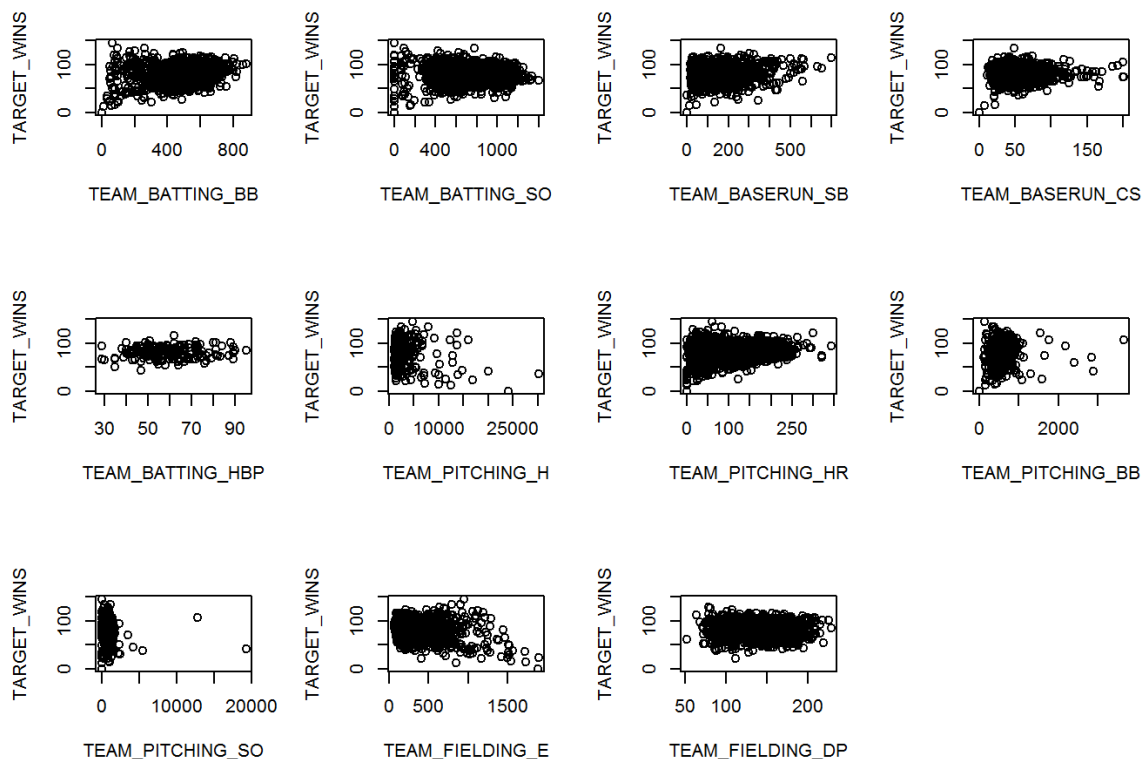 TARGET_WINS
0 100
0 400 800
TEAM_BATTING_BB
TARGET_WINS
0 100
0 400 1000
TEAM_BATTING_SO
TARGET_WINS
0 100
0 200 500
TEAM_BASERUN_SB
TARGET_WINS
0 100
50 150
TEAM_BASERUN_CS
TARGET_WINS
0 100
30 50 70 90
TEAM_BATTING_HBP
TARGET_WINS
0 100
0 10000 25000
TEAM_PITCHING_H
TARGET_WINS
0 100
0 100 250
TEAM_PITCHING_HR
TARGET_WINS
0 100
0 2000
TEAM_PITCHING_BB
TARGET_WINS
0 100
0 10000 20000
TEAM_PITCHING_SO
TARGET_WINS
0 100
0 500 1500
TEAM_FIELDING_E
TARGET_WINS
0 100
50 100 200
TEAM_FIELDING_DP